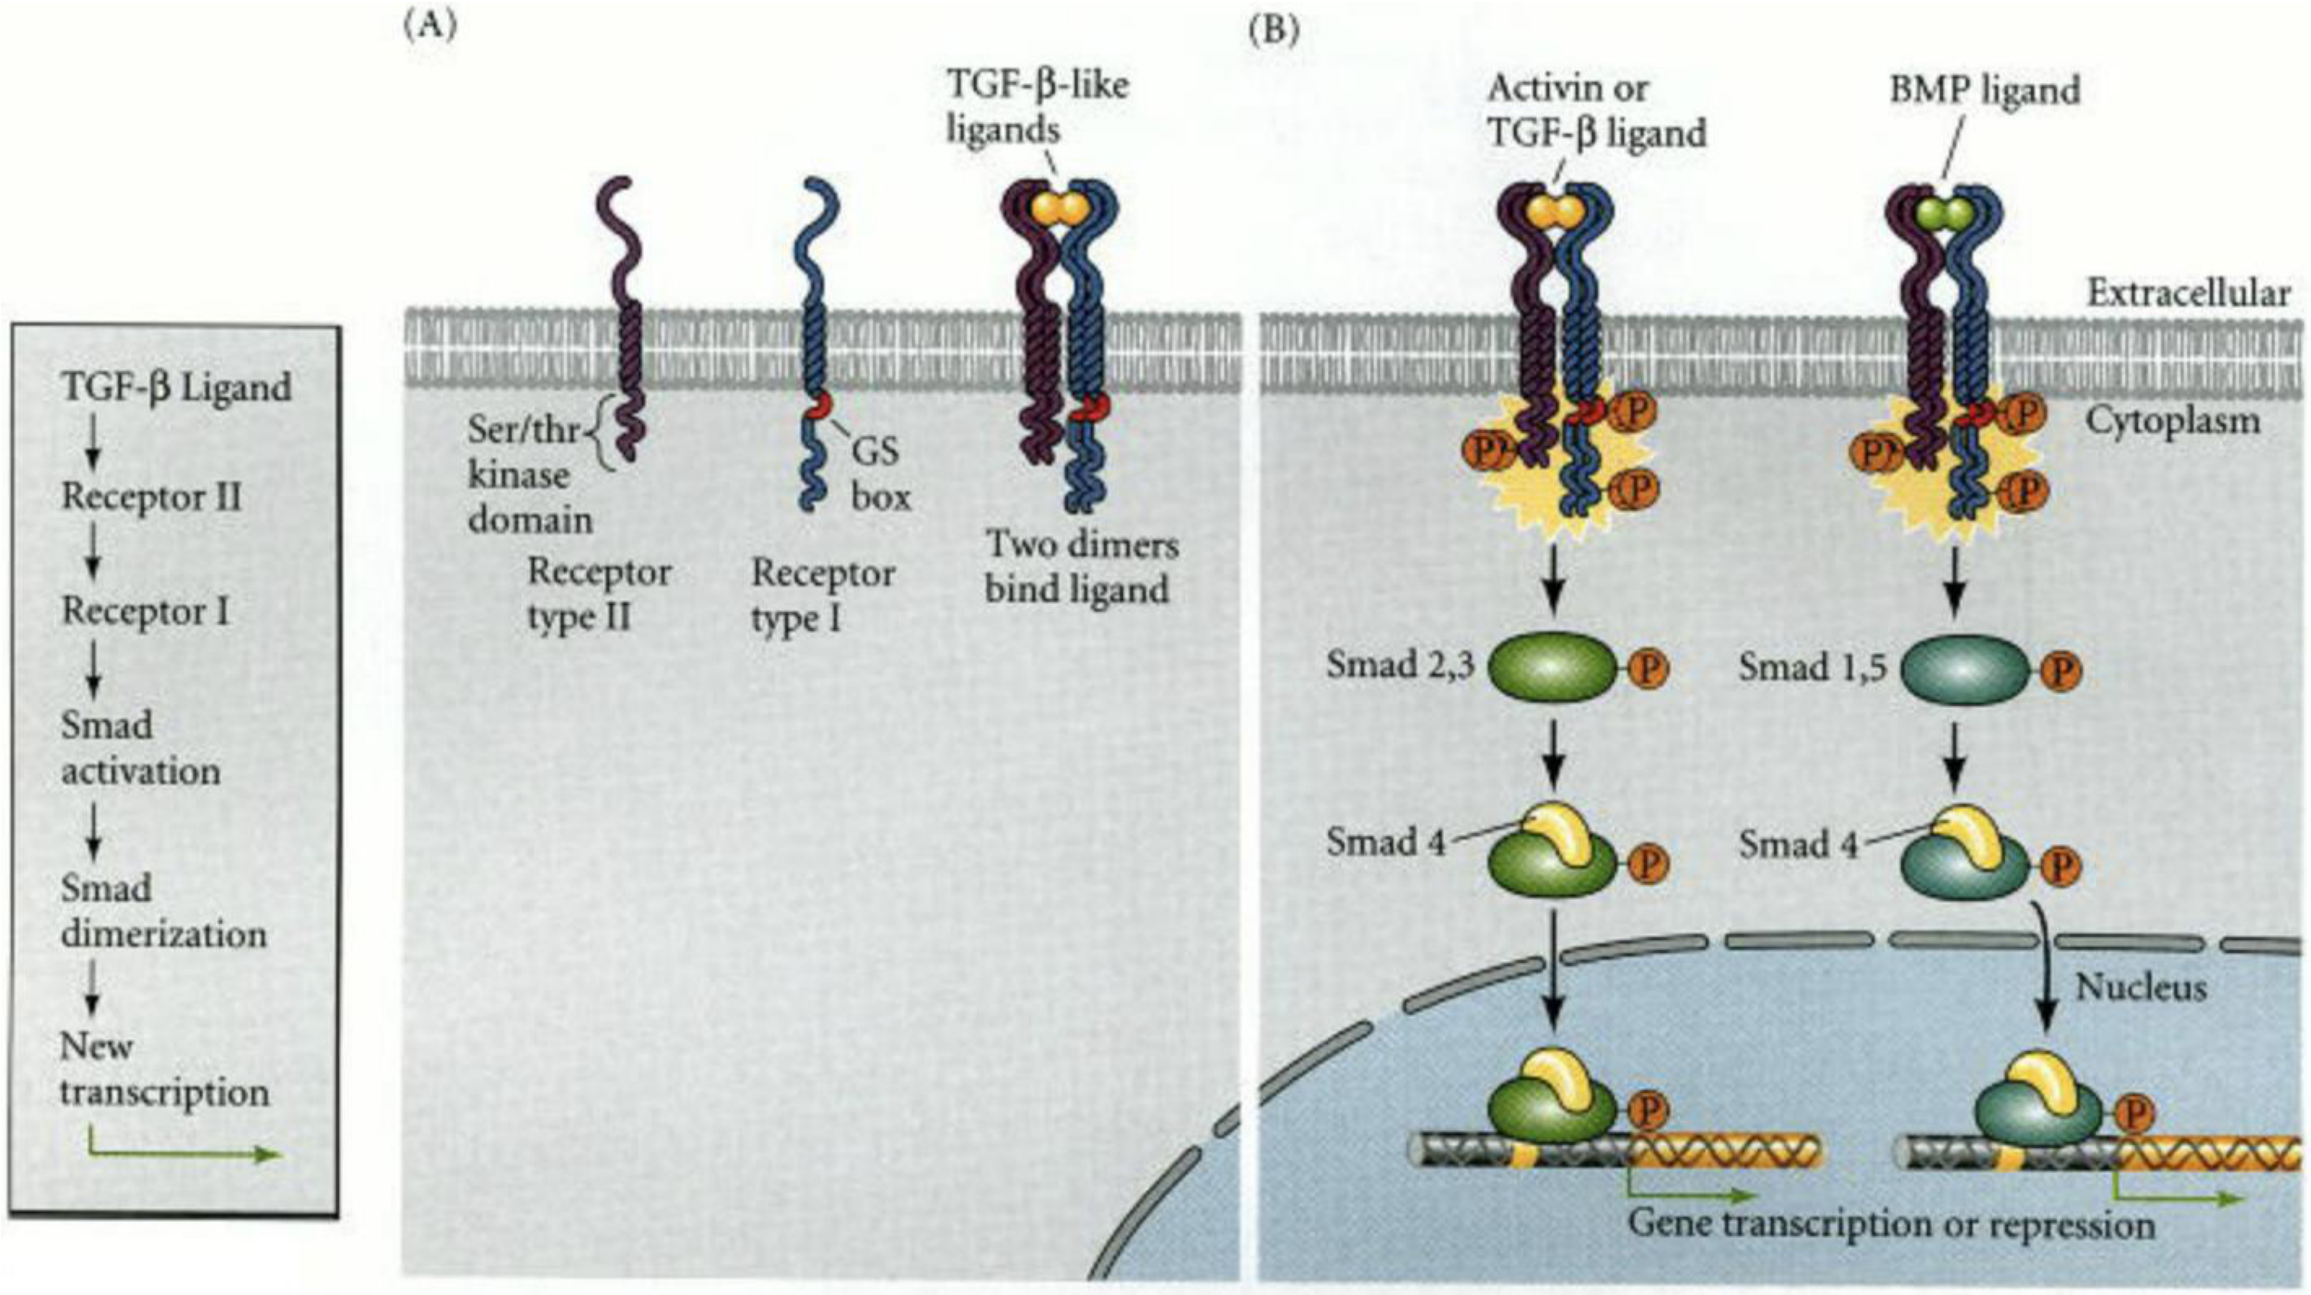 TGF-β Ligand
Receptor II
Receptor I
Smad
activation
Smad
dimerization
New
transcription
(A)
TGF-β-like
ligands
Ser/thr
kinase
domain
GS
box
Receptor
type II
Receptor
type I
Two dimers
bind ligand
(B)
Activin or
TGF-β ligand
BMP ligand
Extracellular
Cytoplasm
P
P
P
P
P
P
Smad 2,3
P
Smad 1,5
P
Smad 4
P
Smad 4
P
Nucleus
P
P
Gene transcription or repression